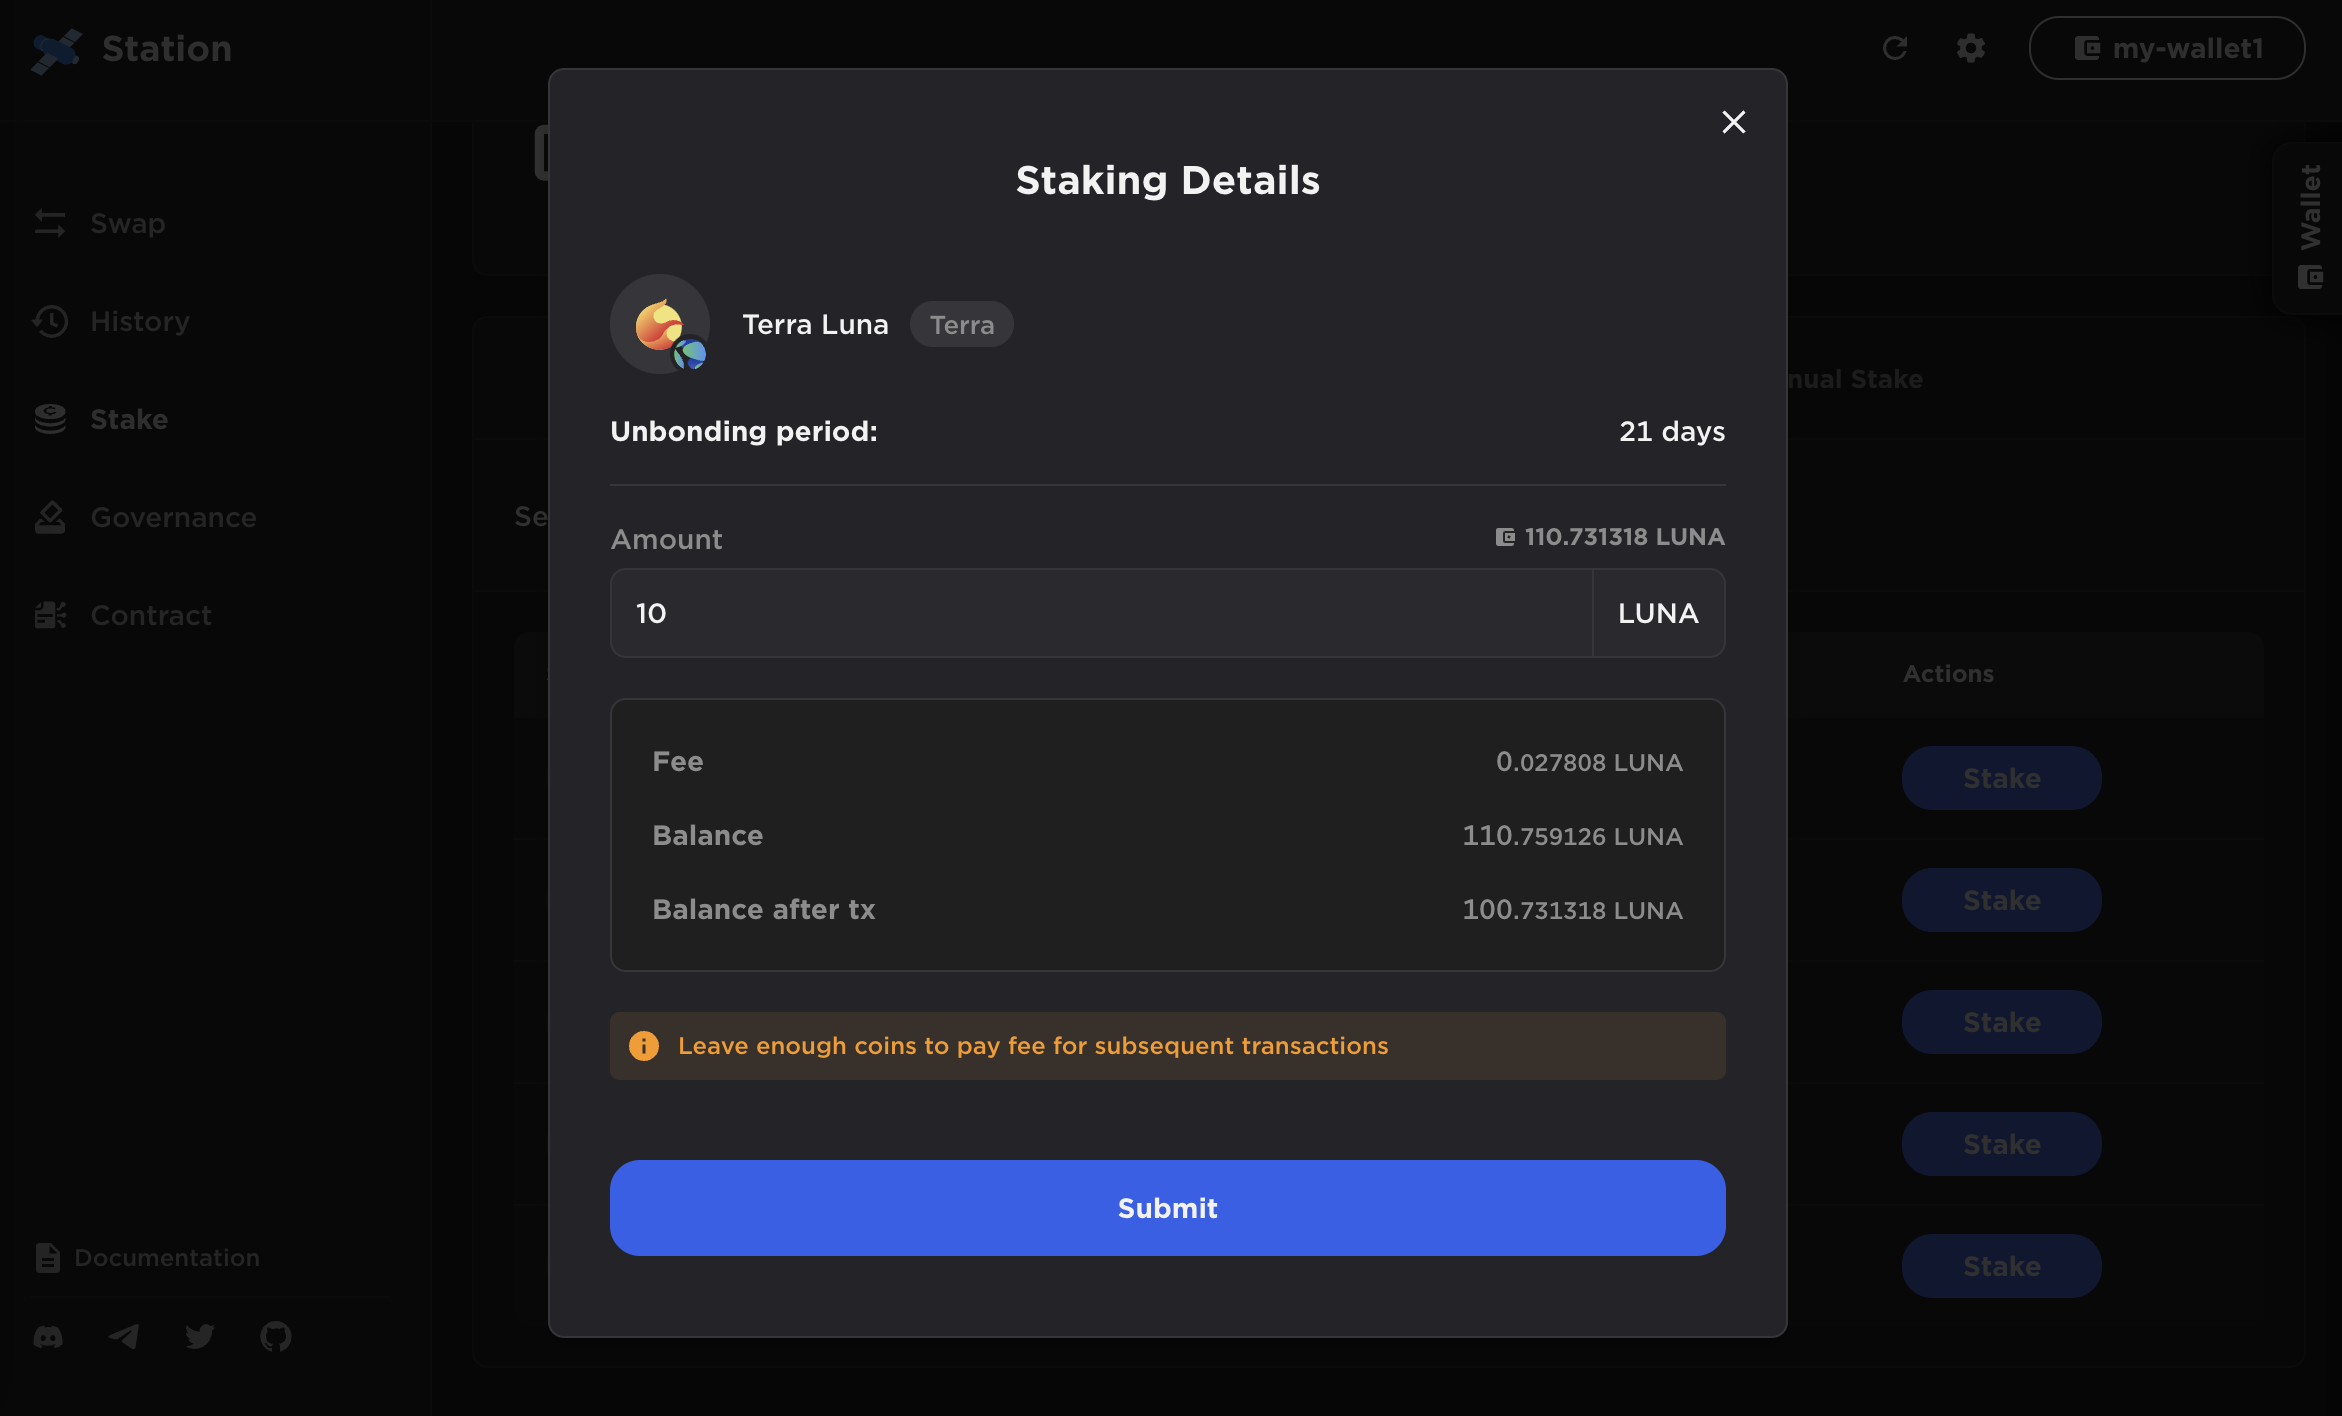 Station
my-wallet1
Wallet
Swap
History
Stake
Governance
Contract
Documentation
Staking Details
Terra Luna Terra
Unbonding period: 21 days
Amount 110.731318 LUNA
10 LUNA
Fee 0.027808 LUNA
Balance 110.759126 LUNA
Balance after tx 100.731318 LUNA
Leave enough coins to pay fee for subsequent transactions
Submit
Stake
Actions
Stake
Stake
Stake
Stake
Stake